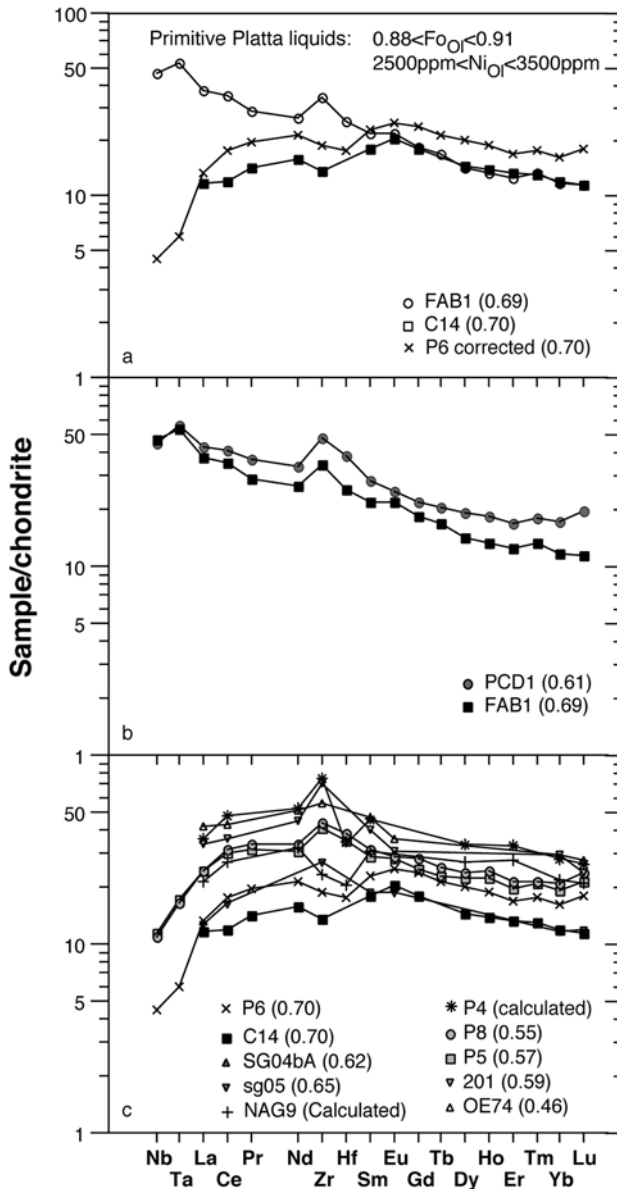 Sample/chondrite
100
50
10
5
1
Primitive Platta liquids: 0.88<FoOl<0.91
2500ppm<NiOl<3500ppm
FAB1 (0.69)
C14 (0.70)
P6 corrected (0.70)
a
50
10
5
1
PCD1 (0.61)
FAB1 (0.69)
b
50
10
5
1
P6 (0.70)
C14 (0.70)
SG04bA (0.62)
sg05 (0.65)
NAG9 (Calculated)
P4 (calculated)
P8 (0.55)
P5 (0.57)
201 (0.59)
OE74 (0.46)
c
Nb La Pr Nd Hf Eu Tb Ho Tm Lu
Ta Ce Zr Sm Gd Dy Er Yb